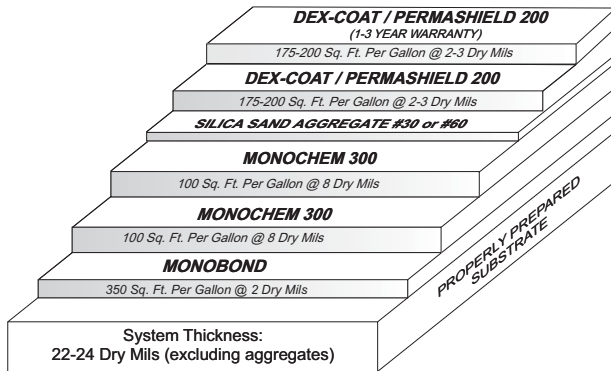 DEX-COAT / PERMASHIELD 200
(1-3 YEAR WARRANTY)
175-200 Sq. Ft. Per Gallon @ 2-3 Dry Mils
DEX-COAT / PERMASHIELD 200
175-200 Sq. Ft. Per Gallon @ 2-3 Dry Mils
SILICA SAND AGGREGATE #30 or #60
MONOCHEM 300
100 Sq. Ft. Per Gallon @ 8 Dry Mils
MONOCHEM 300
100 Sq. Ft. Per Gallon @ 8 Dry Mils
MONOBOND
350 Sq. Ft. Per Gallon @ 2 Dry Mils
PROPERLY PREPARED
SUBSTRATE
System Thickness:
22-24 Dry Mils (excluding aggregates)